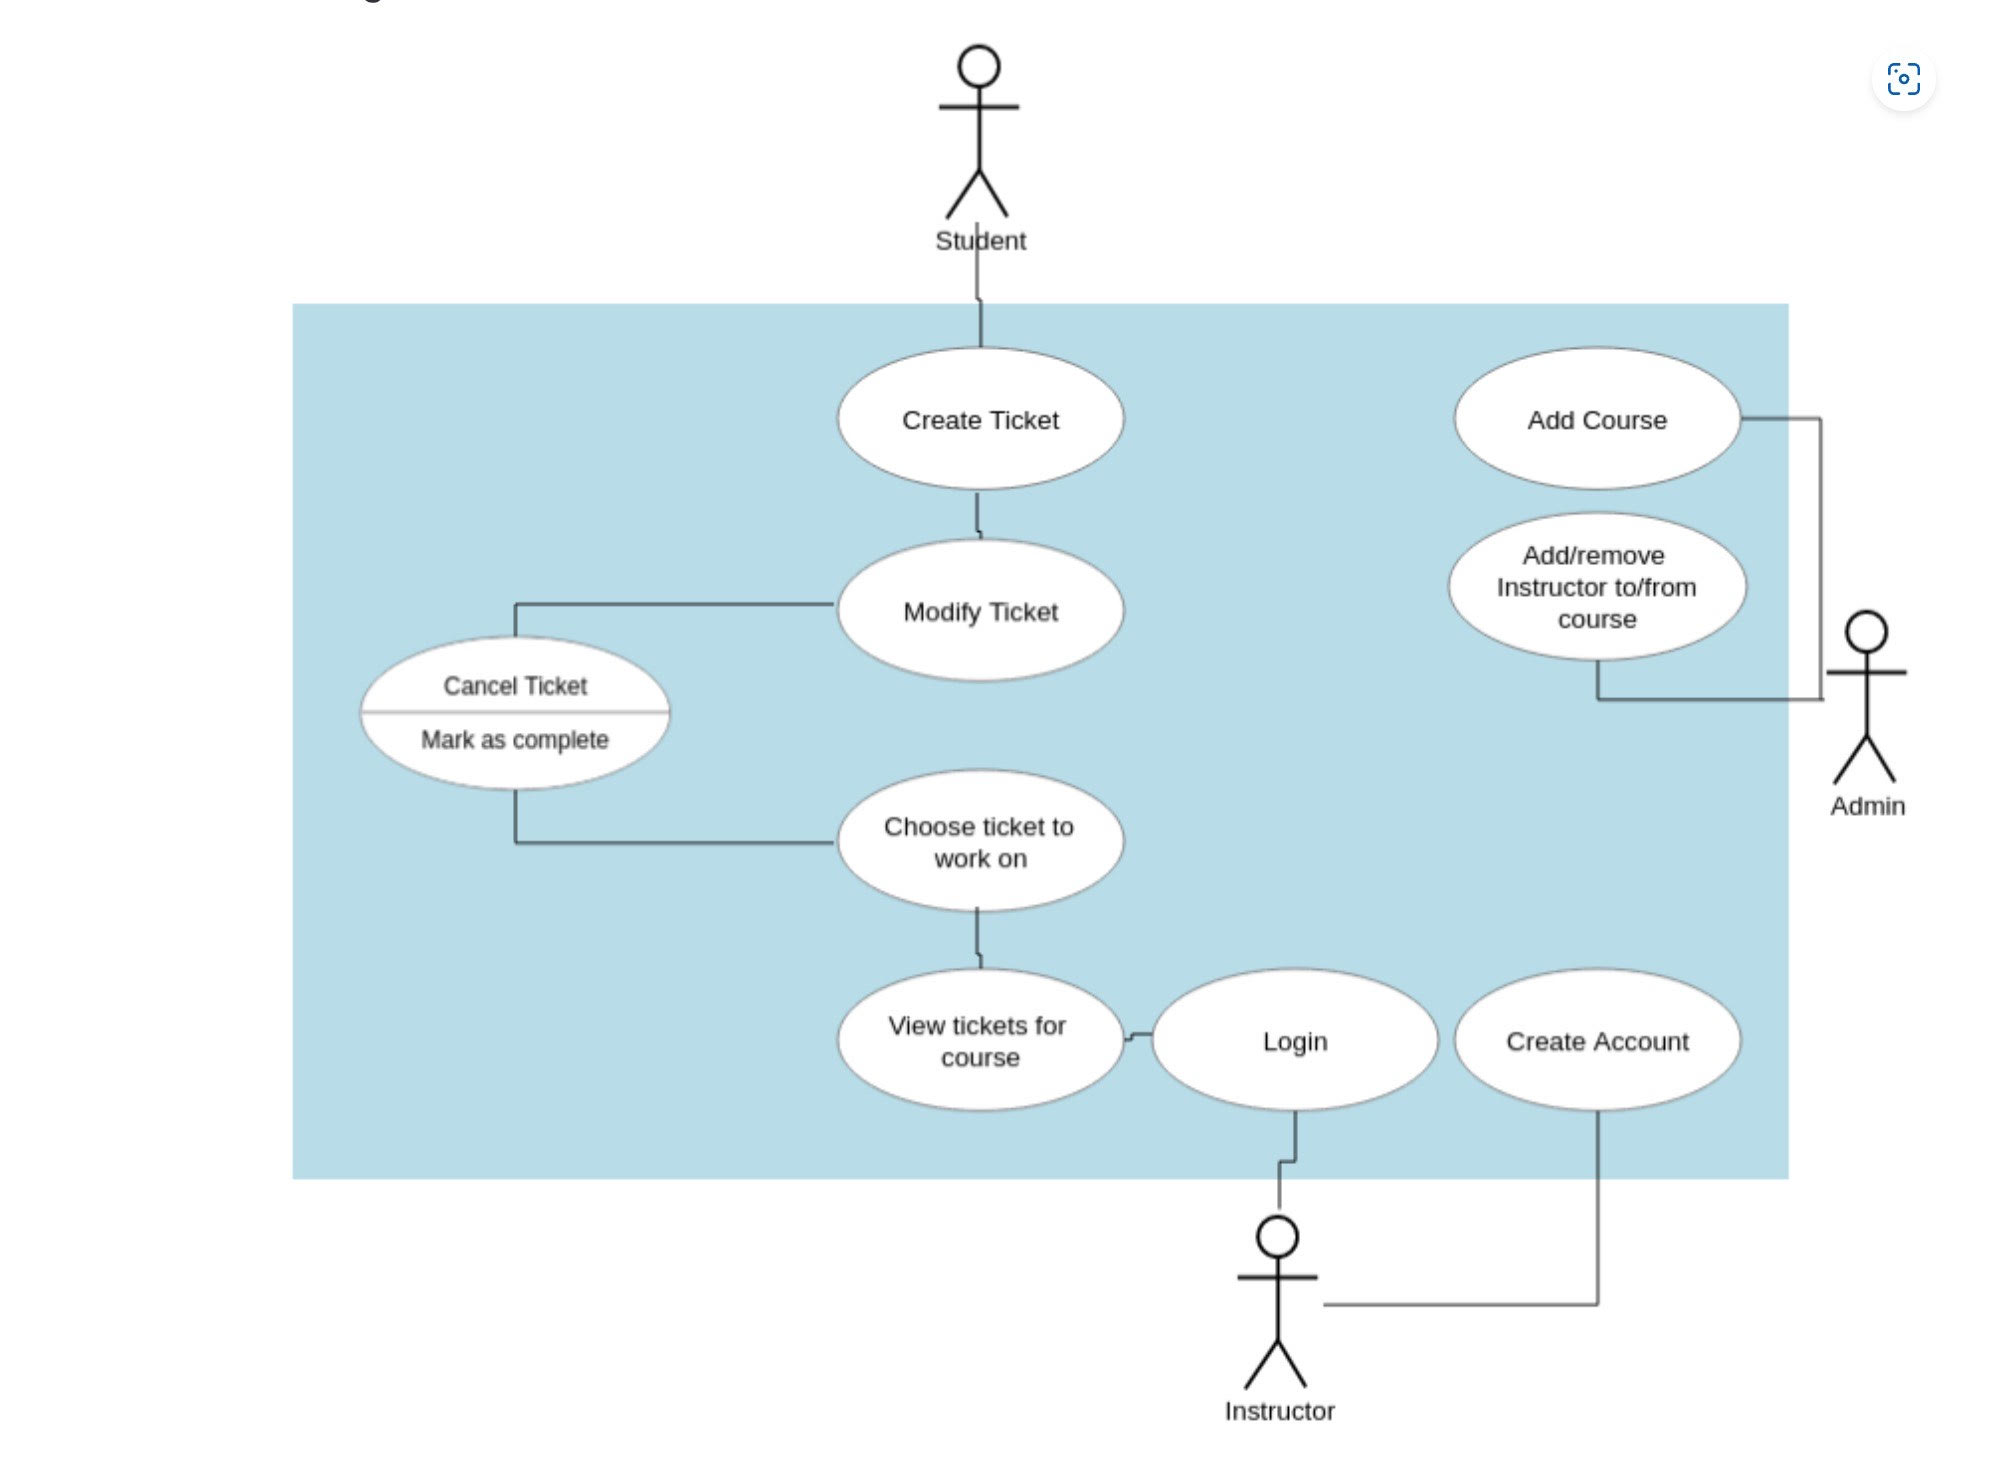 Student
Create Ticket
Add Course
Modify Ticket
Add/remove
Instructor to/from
course
Cancel Ticket
Mark as complete
Choose ticket to
work on
Admin
View tickets for
course
Login
Create Account
Instructor